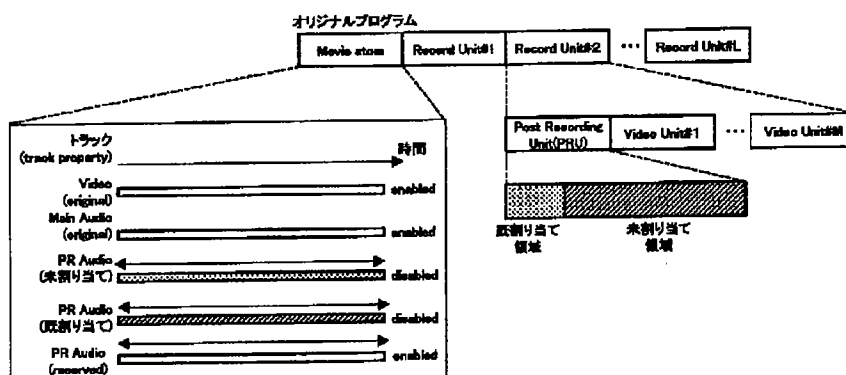 オリジナルプログラム
Movie atom
Record Unit#1
Record Unit#2
...
Record Unit#L
Post Recording
Unit(PRU)
Video Unit#1
...
Video Unit#M
既割り当て
領域
未割り当て
領域
トラック
(track property)
時間
Video
(original)
enabled
Main Audio
(original)
enabled
PR Audio
(未割り当て)
disabled
PR Audio
(既割り当て)
disabled
PR Audio
(reserved)
enabled